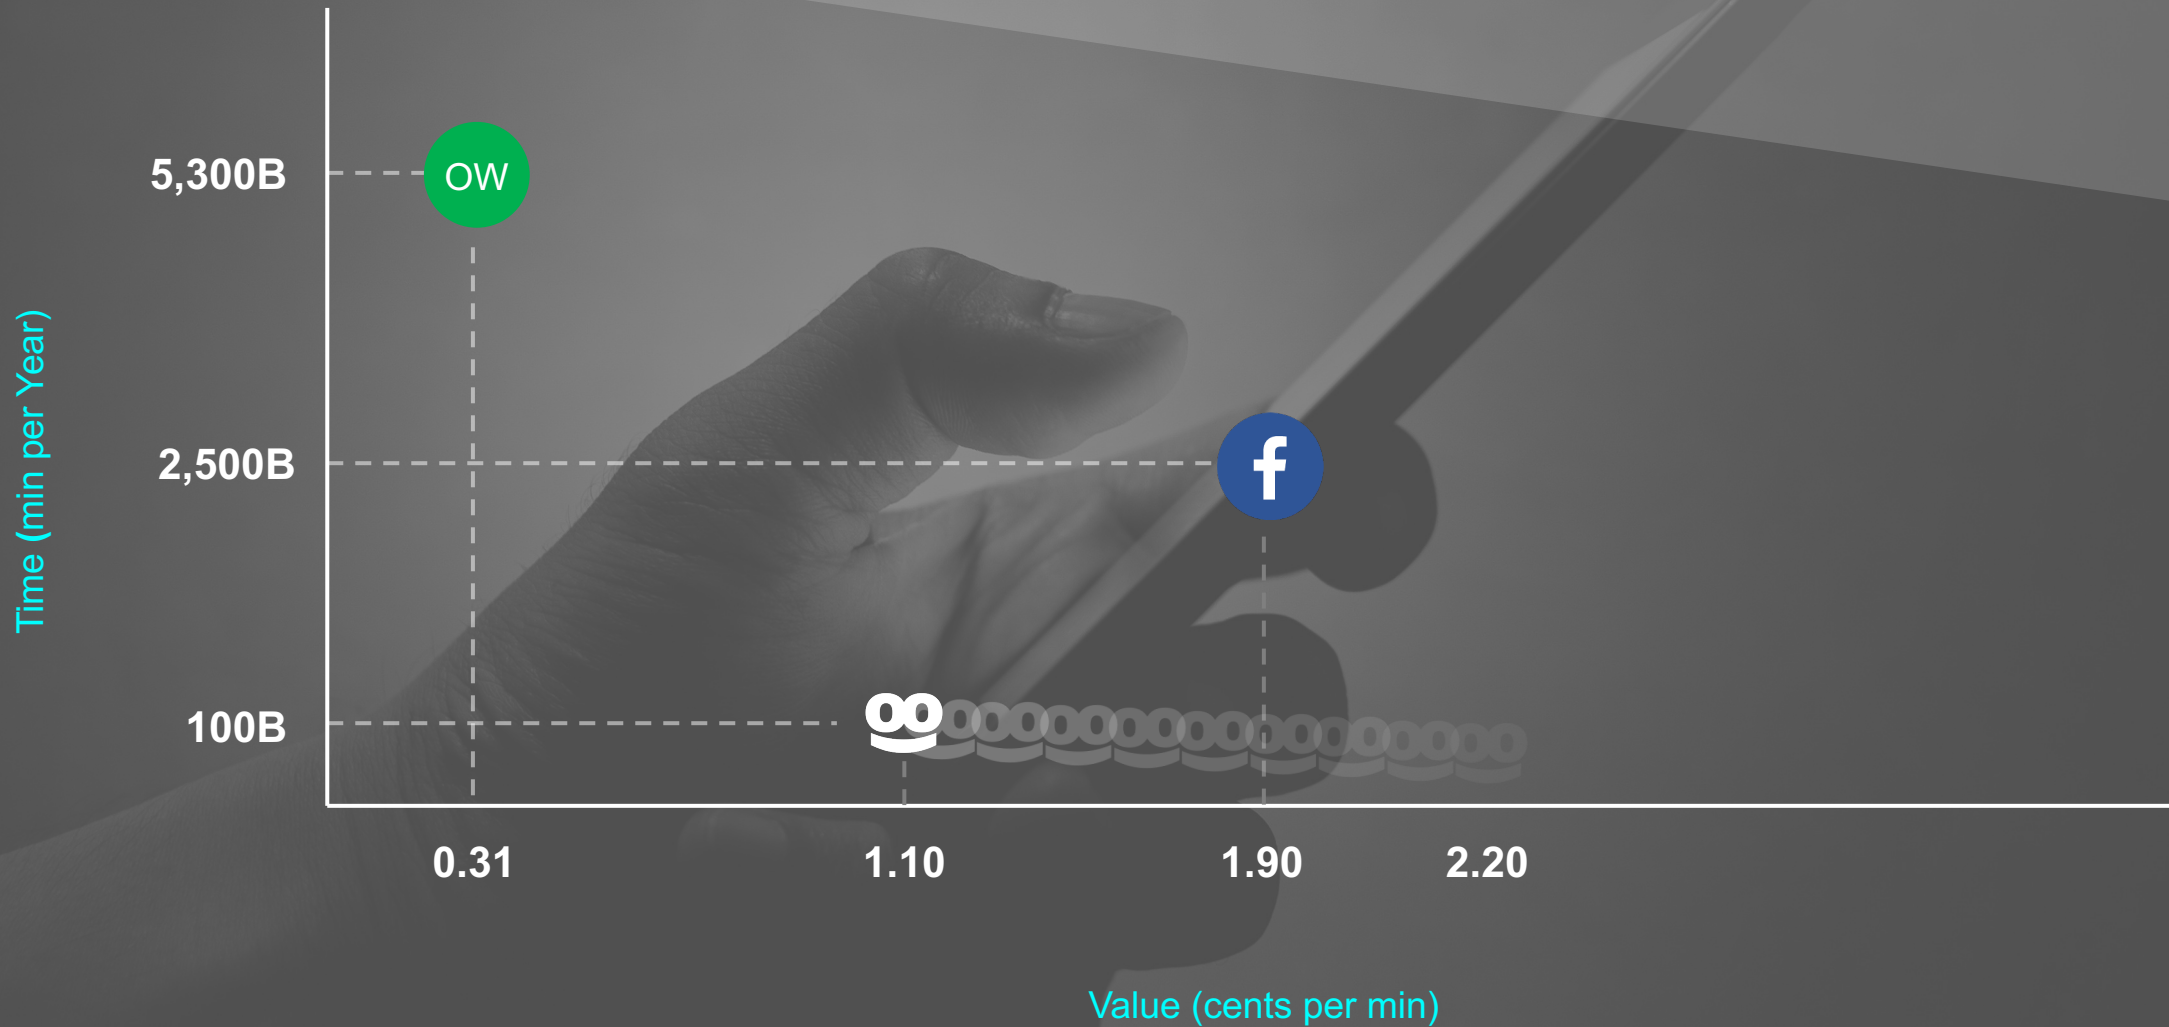 5,300B
OW
Time (min per Year)
2,500B
f
100B
0.31 1.10 1.90 2.20
Value (cents per min)